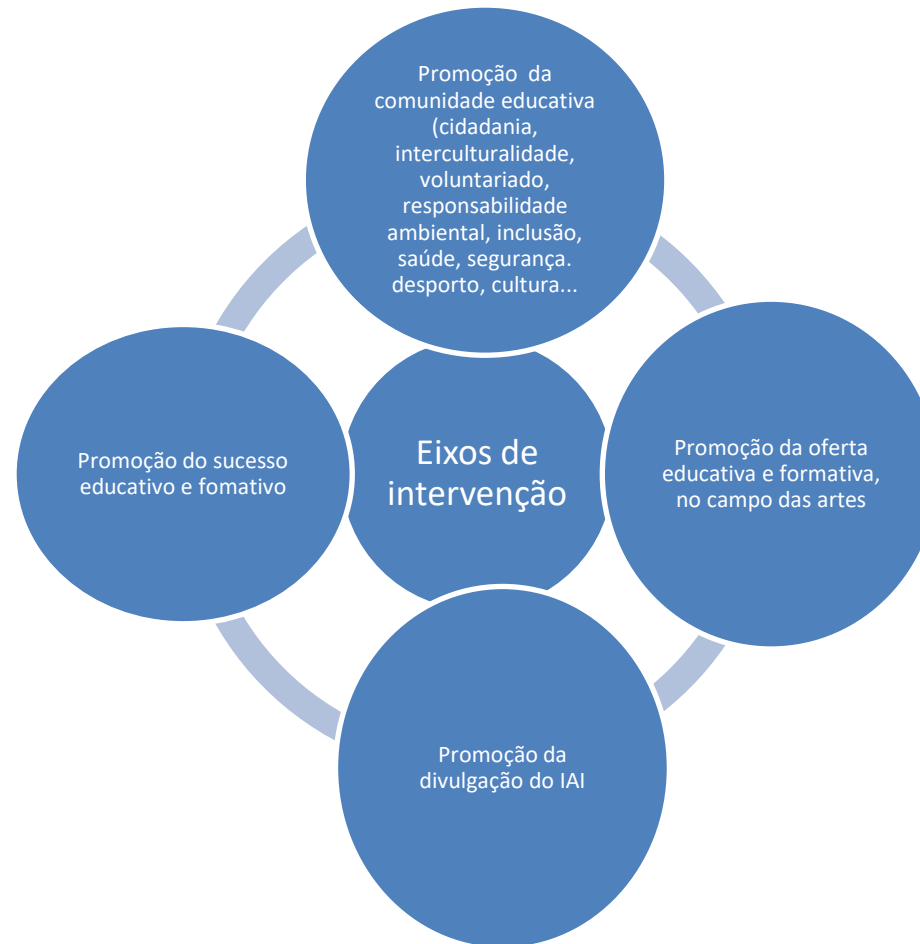 Promoção da
comunidade educativa
(cidadania,
interculturalidade,
voluntariado,
responsabilidade
ambiental, inclusão,
saúde, segurança.
desporto, cultura...
Promoção do sucesso
educativo e fomativo
Eixos de
intervenção
Promoção da oferta
educativa e formativa,
no campo das artes
Promoção da
divulgação do IAI